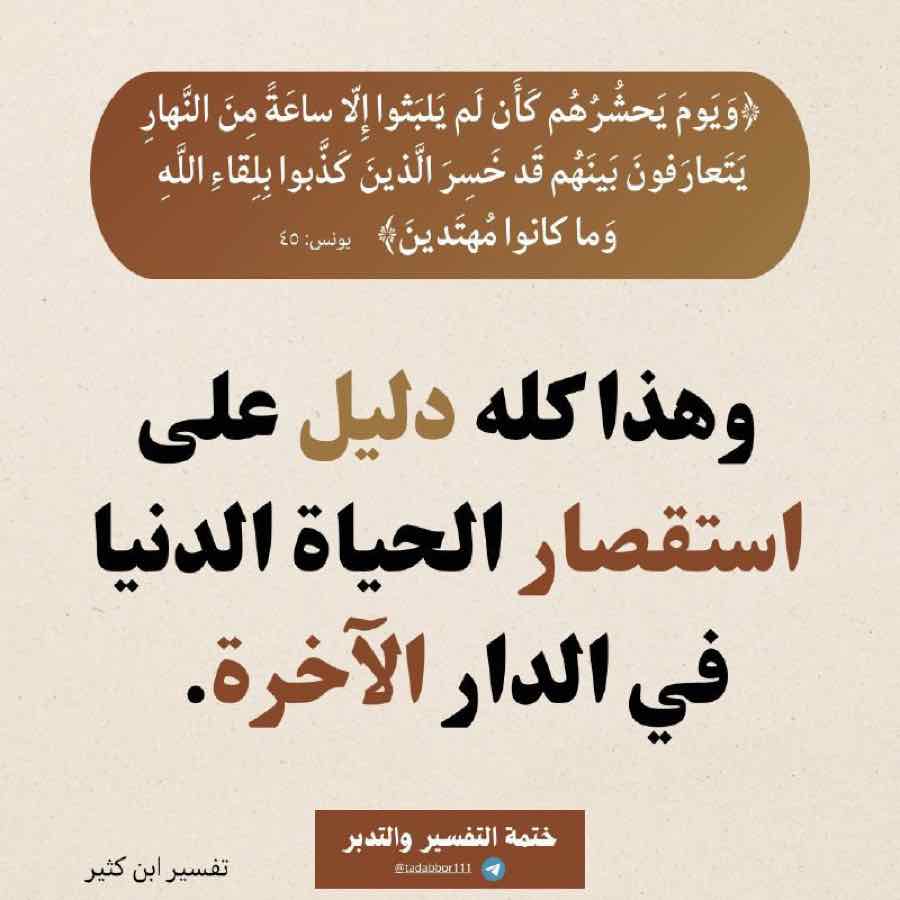 ﴿وَيَومَ يَحشُرُهُم كَأَن لَم يَلبَثوا إِلّا ساعَةً مِنَ النَّهارِ
يَتَعارَفونَ بَينَهُم قَد خَسِرَ الَّذينَ كَذَّبوا بِلِقاءِ اللَّهِ
وَما كانوا مُهتَدينَ﴾ يونس: ٤٥
وهذا كله دليل على
استقصار الحياة الدنيا
في الدار الآخرة.
ختمة التفسير والتدبر
@tadabbor111
تفسير ابن كثير